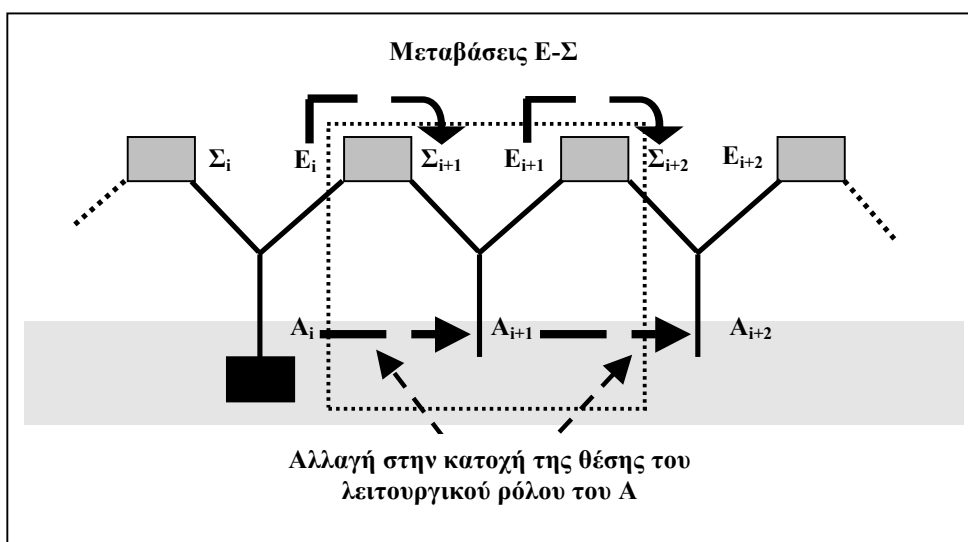 Μεταβάσεις Ε-Σ
Σi Ei Σi+1 Ei+1 Σi+2 Ei+2
Ai Ai+1 Ai+2
Αλλαγή στην κατοχή της θέσης του
λειτουργικού ρόλου του Α